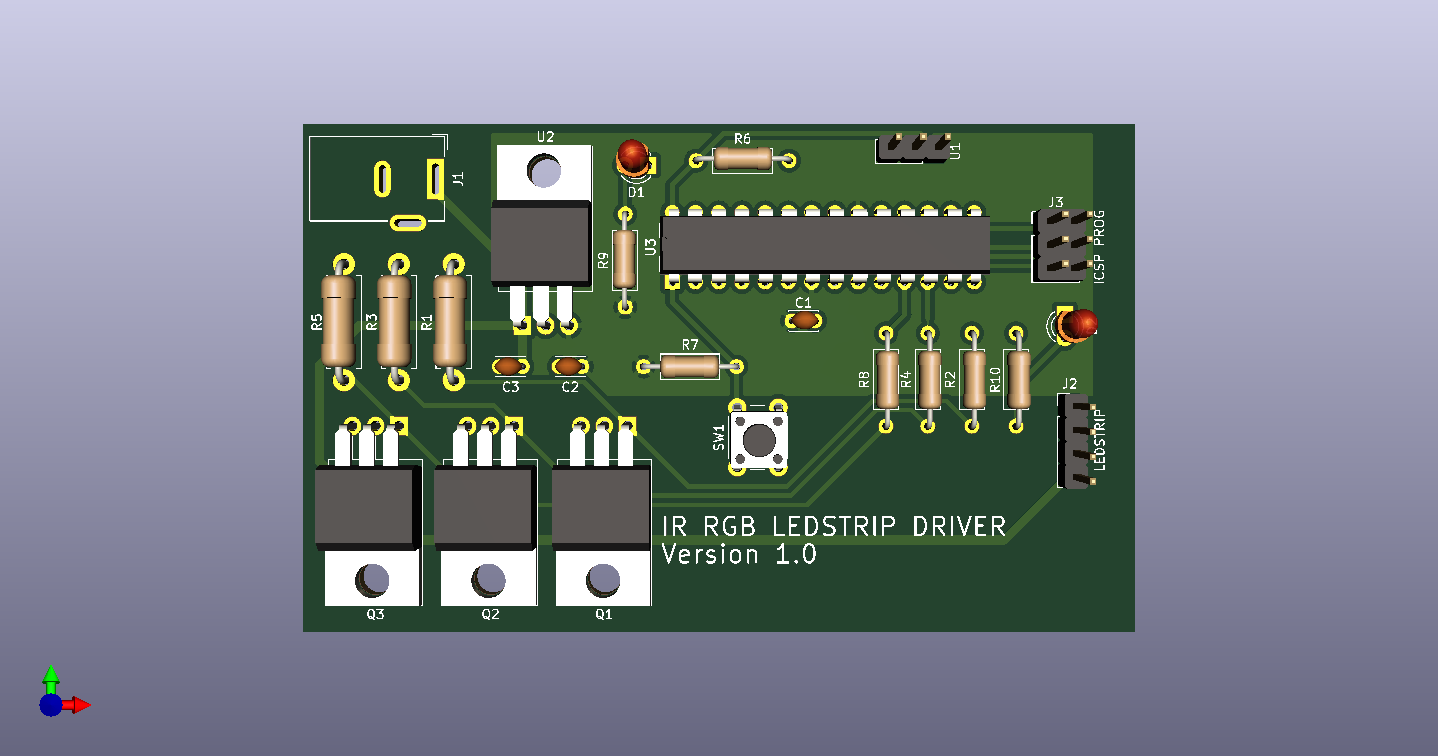 U2
R6
U1
J1
D1
J3
ICSP PROG
U3
R9
R5
R3
R1
C1
R7
C3
C2
R8
R4
R2
R10
J2
LEDSTRIP
SW1
IR RGB LEDSTRIP DRIVER
Version 1.0
Q3
Q2
Q1